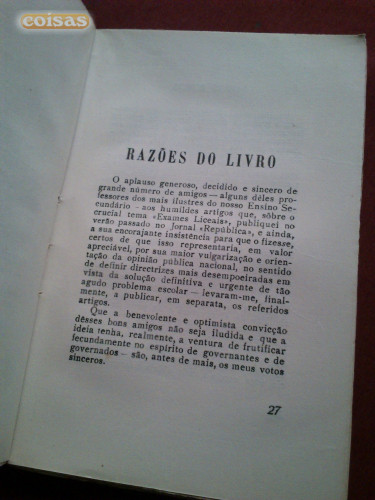 coisas
RAZÕES DO LIVRO
O aplauso generoso, decidido e sincero de
grande número de amigos — alguns dêles pro-
fessores dos mais ilustres do nosso Ensino Se-
cundário — aos humildes artigos que, sôbre o
crucial tema «Exames Liceais», publiquei no
verão passado no Jornal «República», e ainda,
a sua encorajante insistência para que o fizesse,
certos de que isso representaria, em valor
apreciável, por sua maior vulgarização e orien-
tação da opinião pública nacional, no sentido
de definir directrizes mais desempoeiradas em
vista da solução definitiva e urgente de tão
agudo problema escolar — levaram-me, final-
mente, a publicar, em separata, os referidos
artigos.
Que a benevolente e optimista convicção
dêsses bons amigos não seja iludida e que a
ideia tenha, realmente, a ventura de frutificar
fecundamente no espírito de governantes e de
governados — são, antes de mais, os meus votos
sinceros.
27